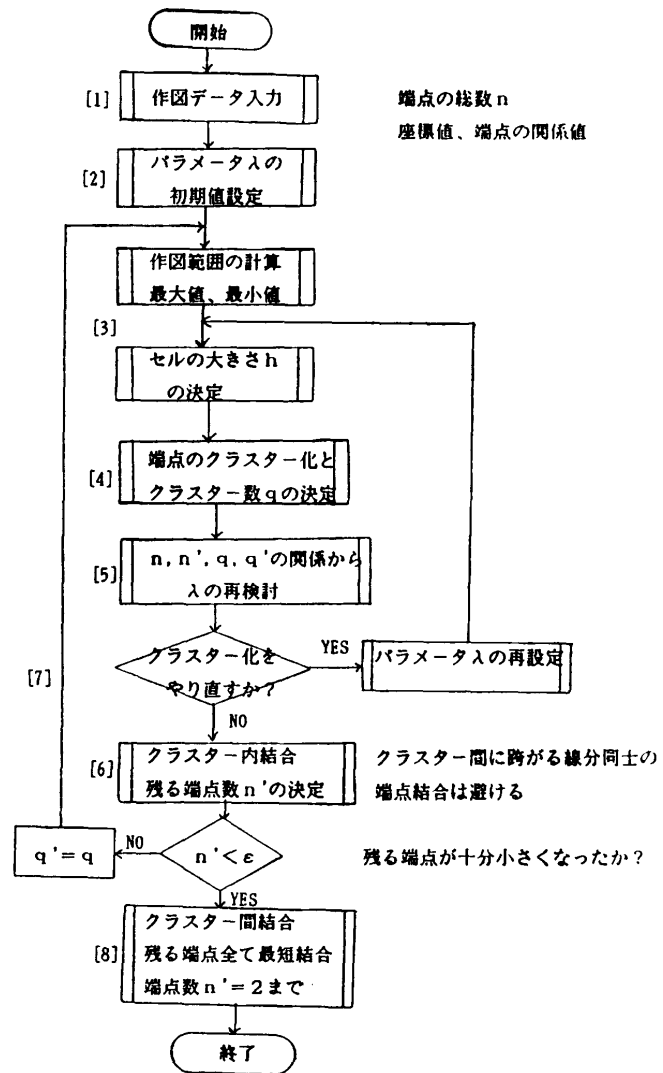 開始
[1]
作図データ入力
端点の総数n
座標値、端点の関係値
[2]
パラメータλの
初期値設定
作図範囲の計算
最大値、最小値
[3]
セルの大きさh
の決定
[4]
端点のクラスター化と
クラスター数qの決定
[5]
n,n',q,q'の関係から
λの再検討
クラスター化を
やり直すか?
YES
パラメータλの再設定
[7]
NO
[6]
クラスター内結合
残る端点数n'の決定
クラスター間に跨がる線分同士の
端点結合は避ける
q'=q
NO
n'<ε
残る端点が十分小さくなったか?
YES
[8]
クラスター間結合
残る端点全て最短結合
端点数n'=2まで
終了